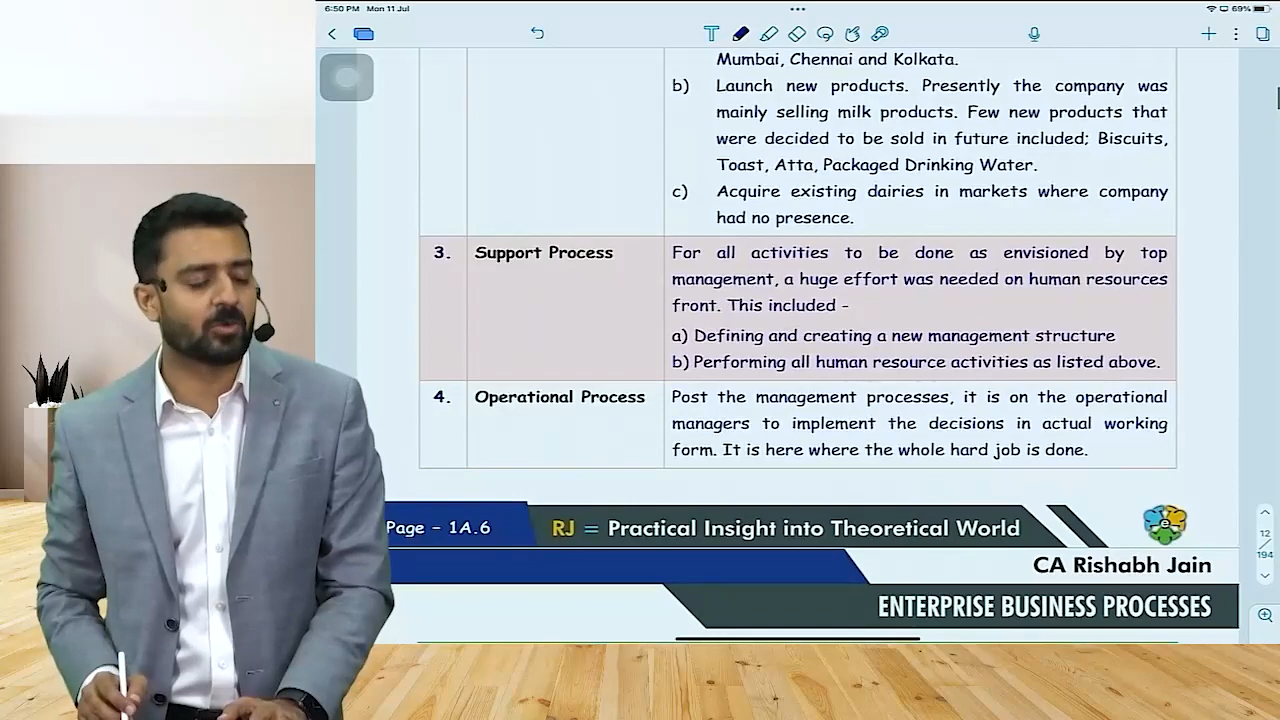 6:50 PM Mon 11 Jul
69%
Mumbai, Chennai and Kolkata.
b) Launch new products. Presently the company was
mainly selling milk products. Few new products that
were decided to be sold in future included; Biscuits,
Toast, Atta, Packaged Drinking Water.
c) Acquire existing dairies in markets where company
had no presence.
3. Support Process For all activities to be done as envisioned by top
management, a huge effort was needed on human resources
front. This included -
a) Defining and creating a new management structure
b) Performing all human resource activities as listed above.
4. Operational Process Post the management processes, it is on the operational
managers to implement the decisions in actual working
form. It is here where the whole hard job is done.
Page - 1A.6 RJ = Practical Insight into Theoretical World
12
194
CA Rishabh Jain
ENTERPRISE BUSINESS PROCESSES